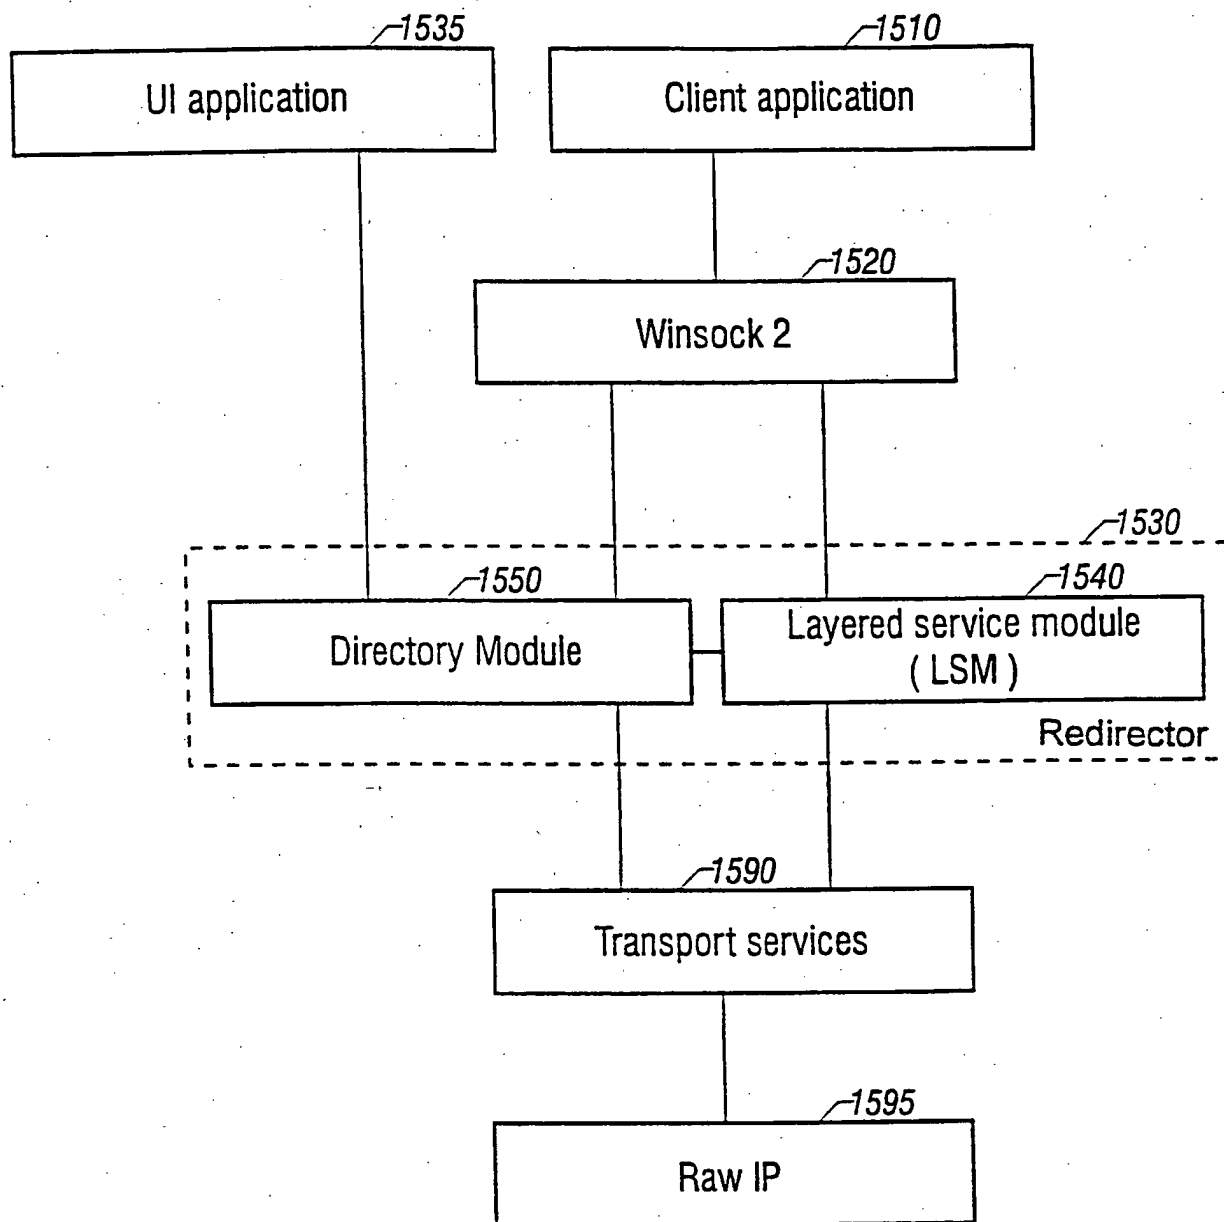 1535
UI application
1510
Client application
1520
Winsock 2
1530
1550
Directory Module
1540
Layered service module
( LSM )
Redirector
1590
Transport services
1595
Raw IP